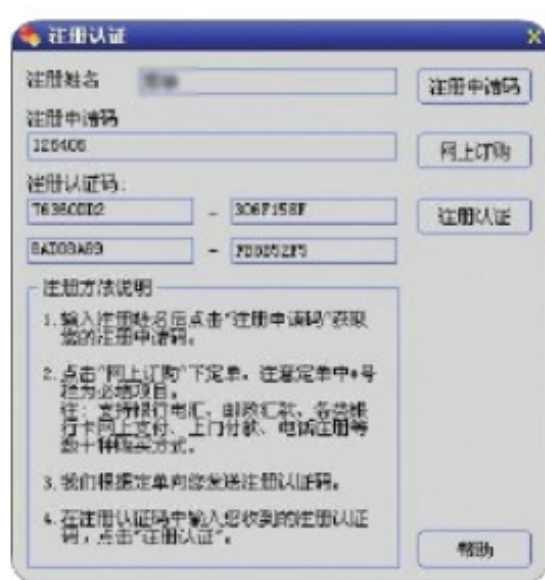 注册认证
注册姓名
注册申请码
注册申请码
126406
网上订购
注册认证码:
306F158F
注册认证
8AD03A89
注册方法说明
1.输入注册姓名后点击“注册申请码”获取
您的注册申请码。
2.点击“网上订购”下定单,注意定单中*号
栏为必填项目。
注:支持银行电汇、邮政汇款、各类银
行卡网上支付、上门付款、电话注册等
数十种购买方式。
3.我们根据定单向您发送注册认证码。
4.在注册认证码中输入您收到的注册认证
码,点击“注册认证”。
帮助